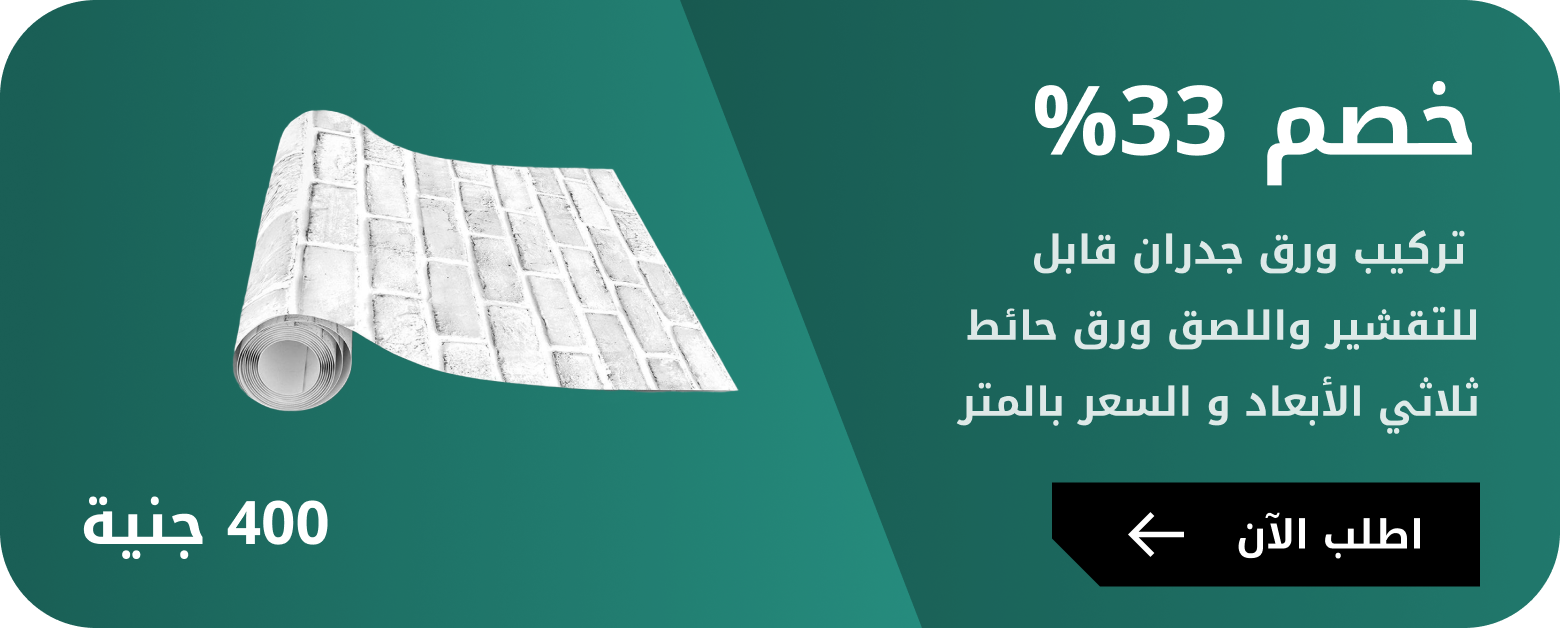 خصم 33%
تركيب ورق جدران قابل
للتقشير واللصق ورق حائط
ثلاثي الأبعاد و السعر بالمتر
اطلب الآن
400 جنية